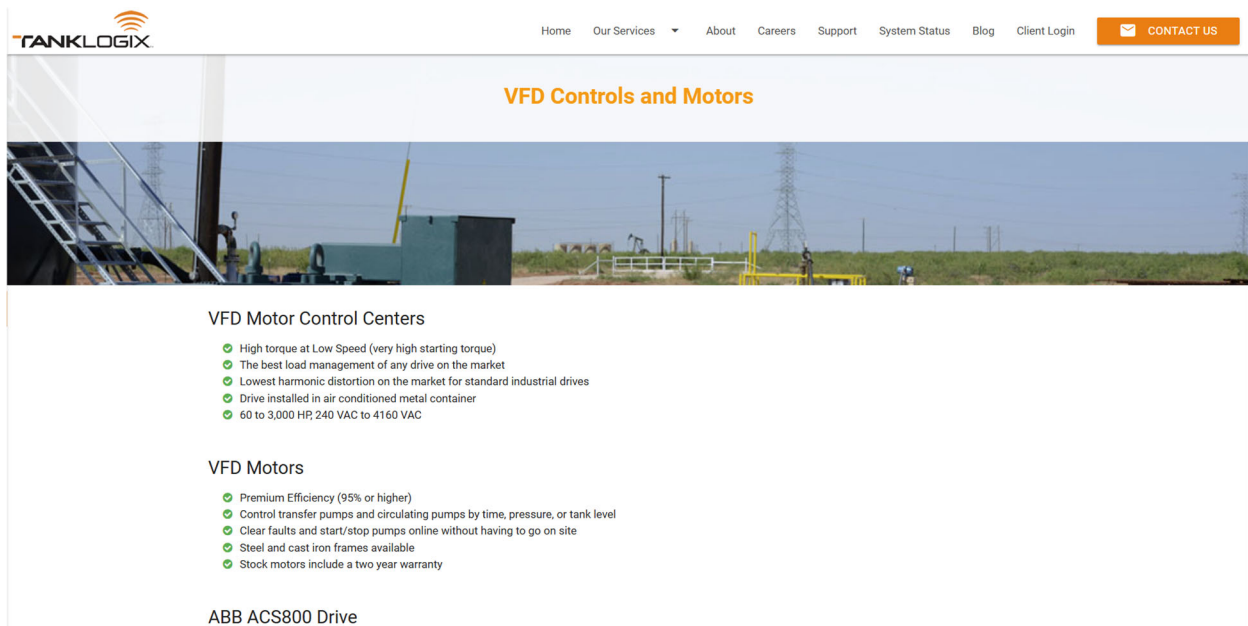 TANKLOGIX
Home Our Services About Careers Support System Status Blog Client Login CONTACT US
VFD Controls and Motors
VFD Motor Control Centers
High torque at Low Speed (very high starting torque)
The best load management of any drive on the market
Lowest harmonic distortion on the market for standard industrial drives
Drive installed in air conditioned metal container
60 to 3,000 HP, 240 VAC to 4160 VAC
VFD Motors
Premium Efficiency (95% or higher)
Control transfer pumps and circulating pumps by time, pressure, or tank level
Clear faults and start/stop pumps online without having to go on site
Steel and cast iron frames available
Stock motors include a two year warranty
ABB ACS800 Drive